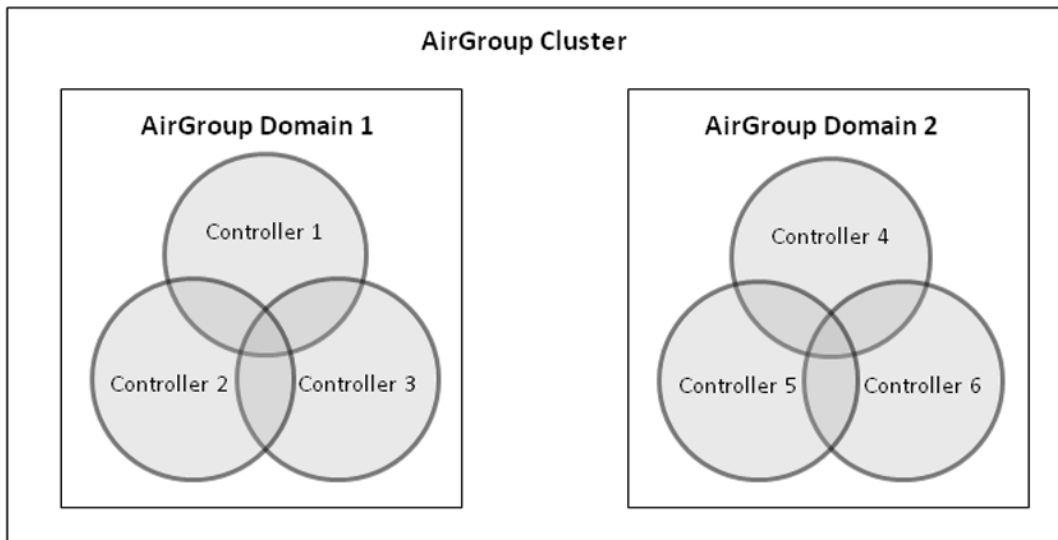 AirGroup Cluster
AirGroup Domain 1
Controller 1
Controller 2
Controller 3
AirGroup Domain 2
Controller 4
Controller 5
Controller 6